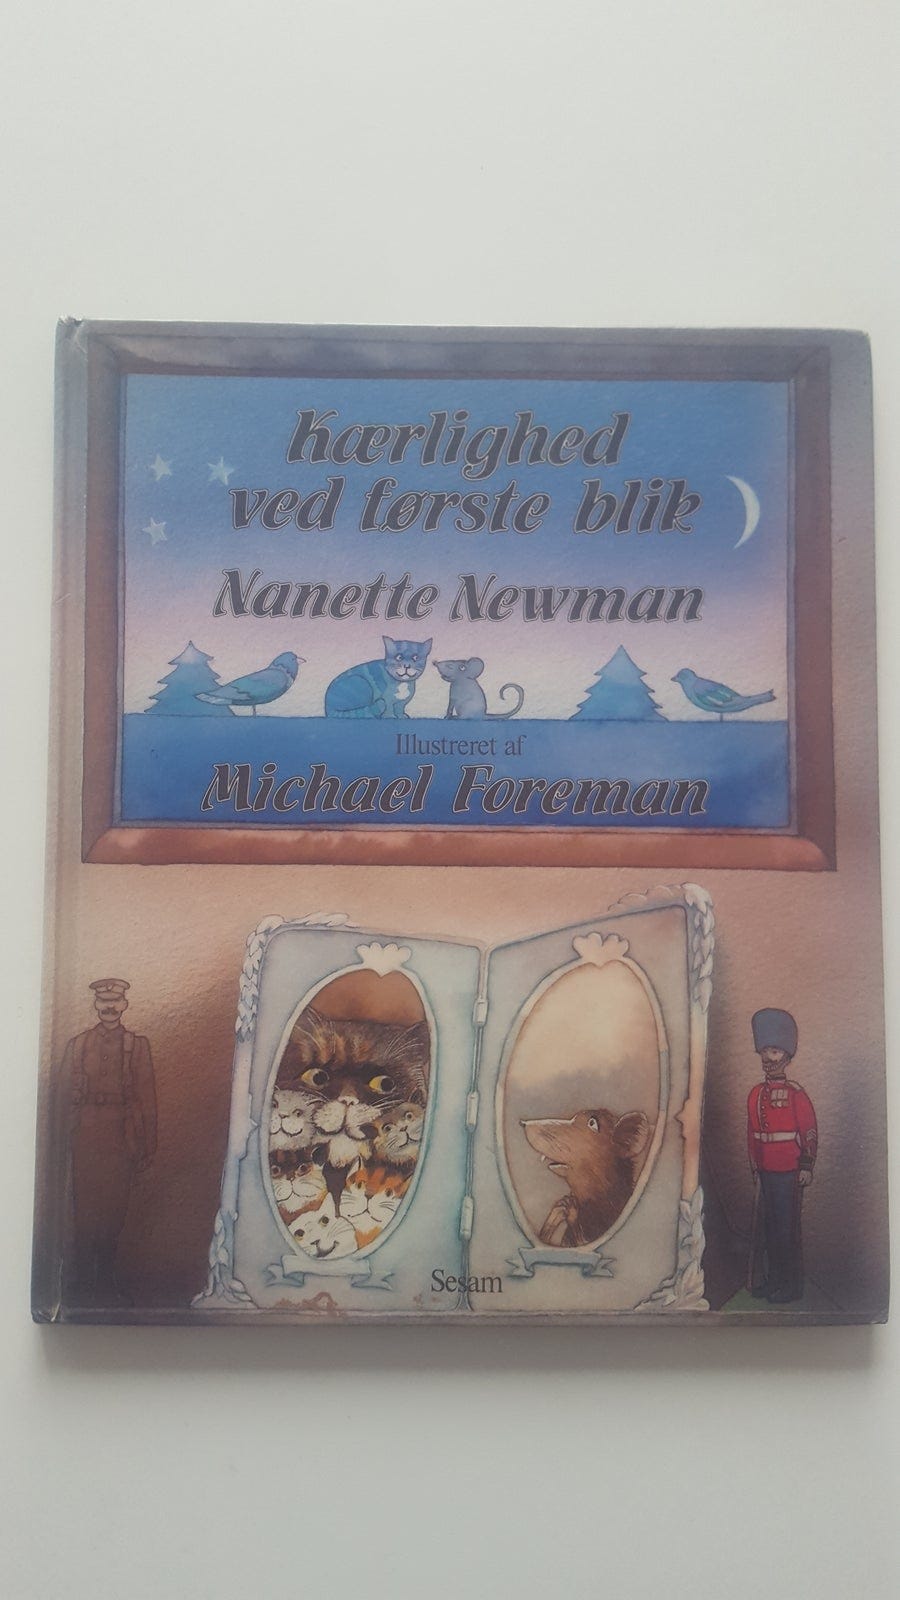 Kærlighed
ved første blik
Nanette Newman
Illustreret af
Michael Foreman
Sesam